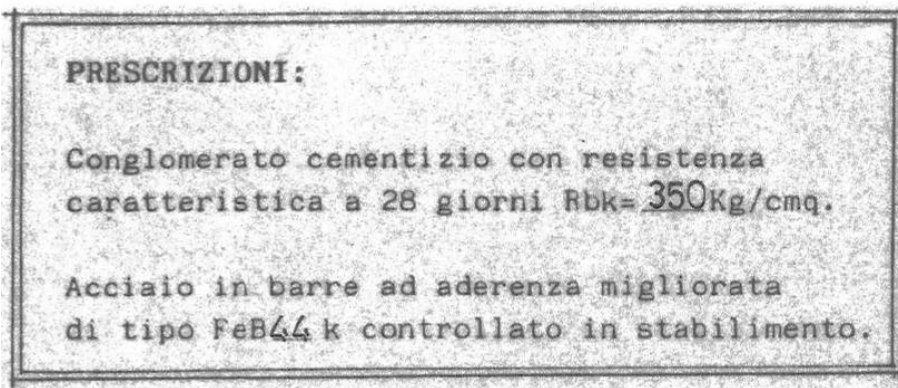 PRESCRIZIONI:
Conglomerato cementizio con resistenza
caratteristica a 28 giorni Rbk= 350Kg/cmq.
Acciaio in barre ad aderenza migliorata
di tipo FeB44 k controllato in stabilimento.